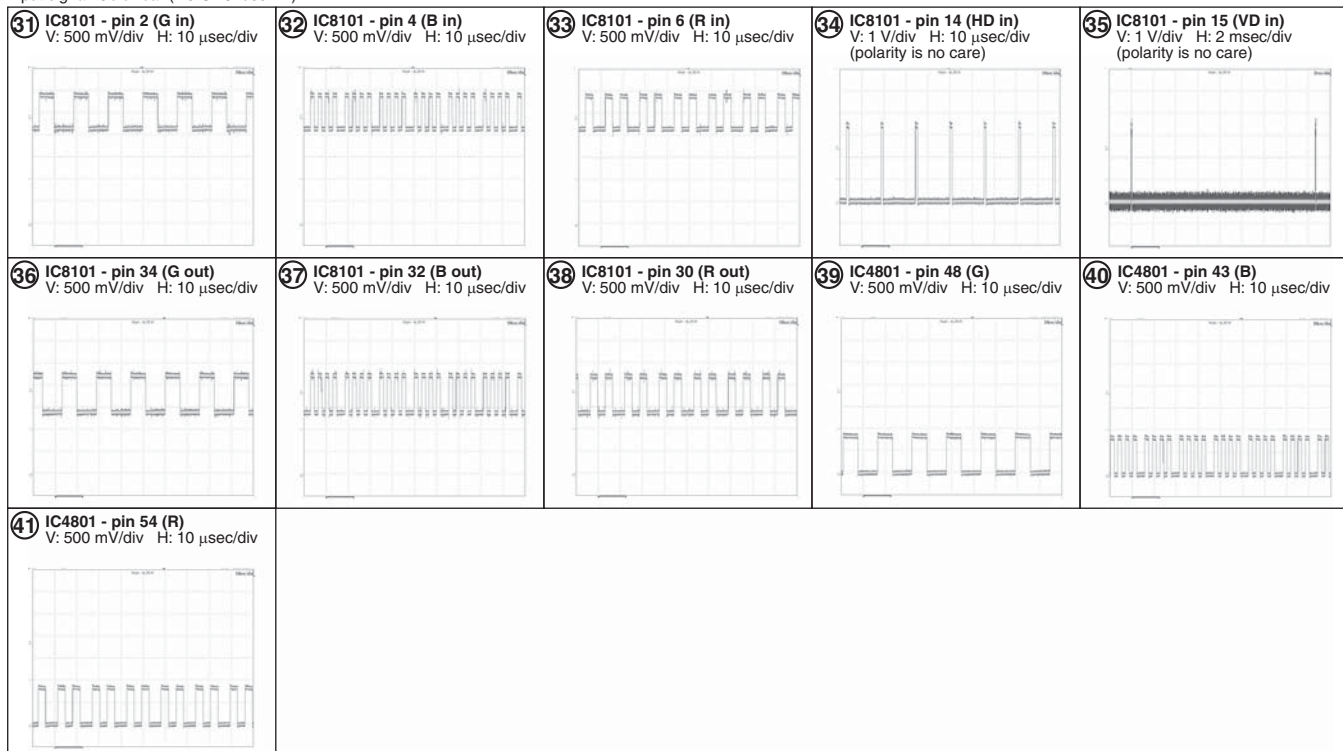 31 IC8101 - pin 2 (G in)
V: 500 mV/div H: 10 μsec/div
32 IC8101 - pin 4 (B in)
V: 500 mV/div H: 10 μsec/div
33 IC8101 - pin 6 (R in)
V: 500 mV/div H: 10 μsec/div
34 IC8101 - pin 14 (HD in)
V: 1 V/div H: 10 μsec/div
(polarity is no care)
35 IC8101 - pin 15 (VD in)
V: 1 V/div H: 2 msec/div
(polarity is no care)
36 IC8101 - pin 34 (G out)
V: 500 mV/div H: 10 μsec/div
37 IC8101 - pin 32 (B out)
V: 500 mV/div H: 10 μsec/div
38 IC8101 - pin 30 (R out)
V: 500 mV/div H: 10 μsec/div
39 IC4801 - pin 48 (G)
V: 500 mV/div H: 10 μsec/div
40 IC4801 - pin 43 (B)
V: 500 mV/div H: 10 μsec/div
41 IC4801 - pin 54 (R)
V: 500 mV/div H: 10 μsec/div